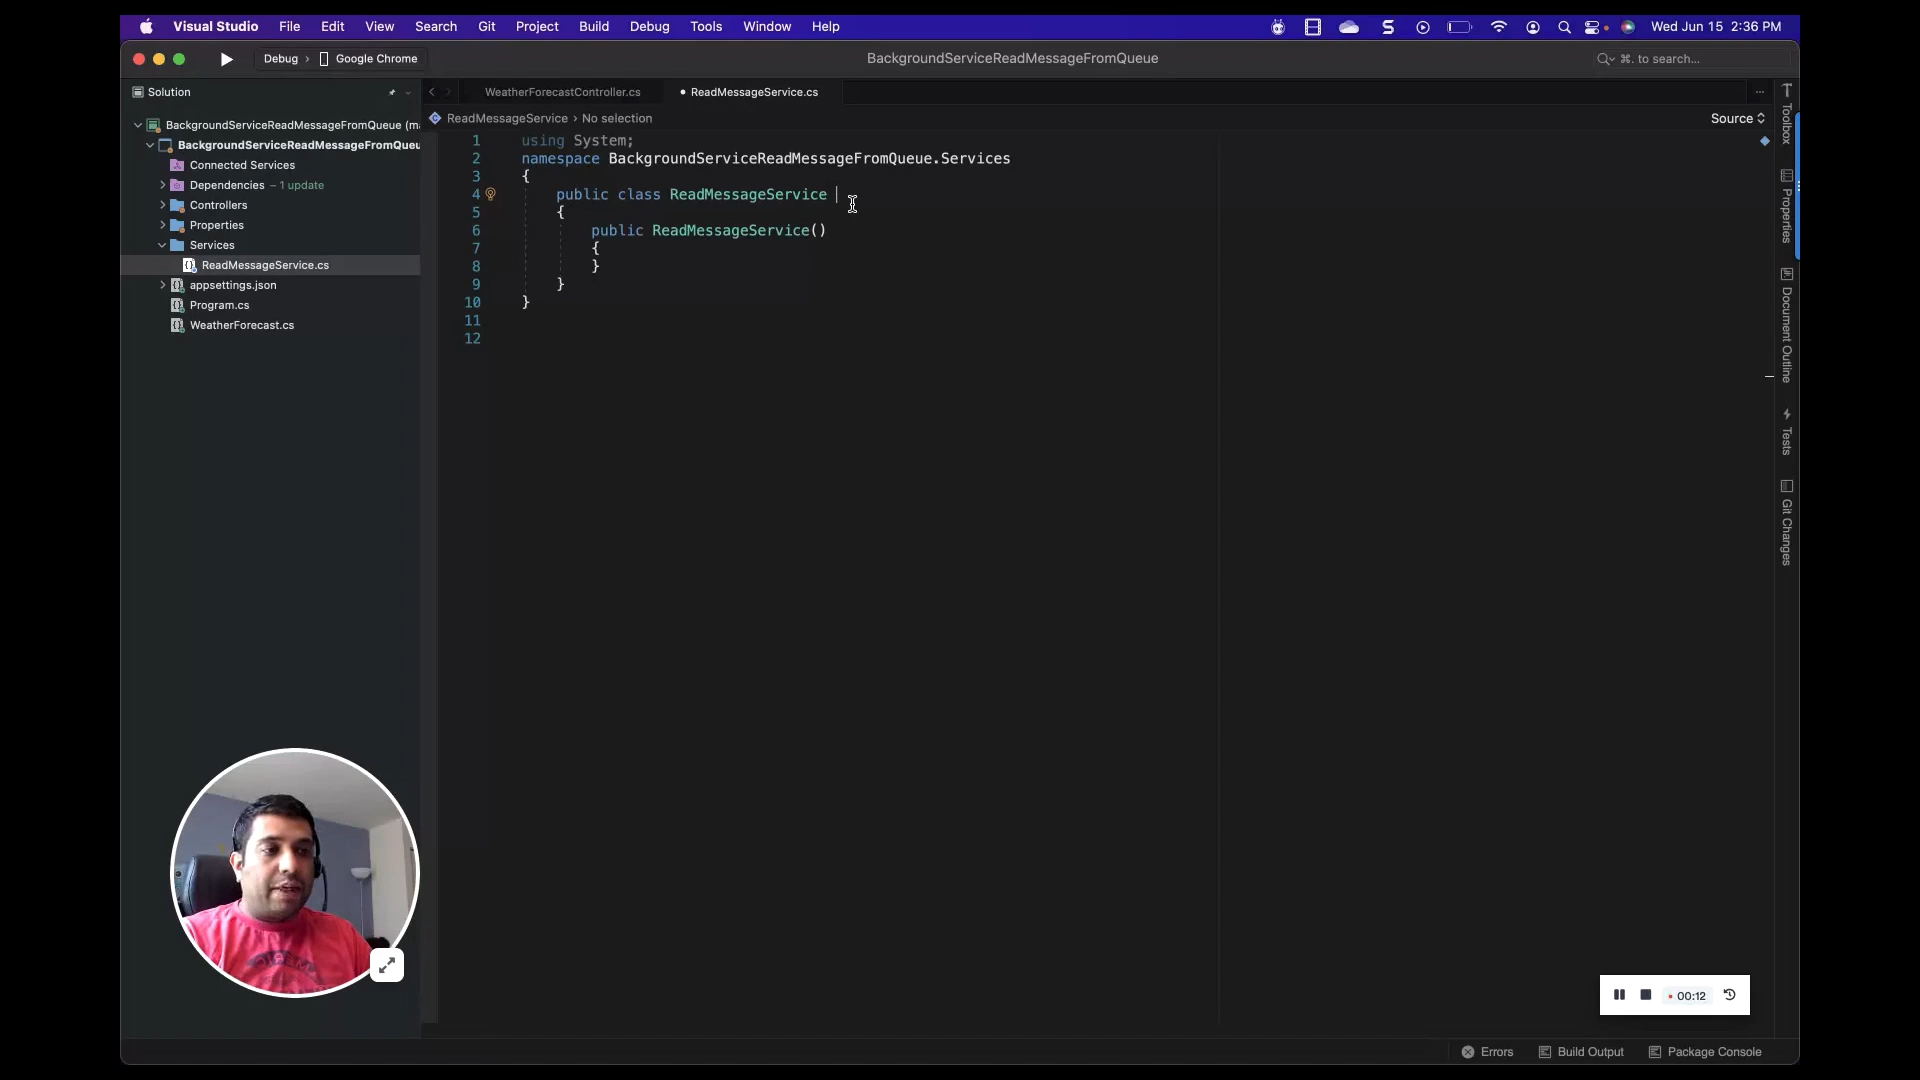 Visual Studio File Edit View Search Git Project Build Debug Tools Window Help
Wed Jun 15 2:36 PM
Debug › Google Chrome
BackgroundServiceReadMessageFromQueue
⌘. to search...
Solution
WeatherForecastController.cs
• ReadMessageService.cs
BackgroundServiceReadMessageFromQueue (m
BackgroundServiceReadMessageFromQueu
Connected Services
Dependencies – 1 update
Controllers
Properties
Services
ReadMessageService.cs
appsettings.json
Program.cs
WeatherForecast.cs
ReadMessageService › No selection
Source
1 using System;
2 namespace BackgroundServiceReadMessageFromQueue.Services
3 {
4 public class ReadMessageService
5 {
6 public ReadMessageService()
7 {
8 }
9 }
10 }
11
12
Toolbox
Properties
Document Outline
Tests
Git Changes
00:12
Errors Build Output Package Console